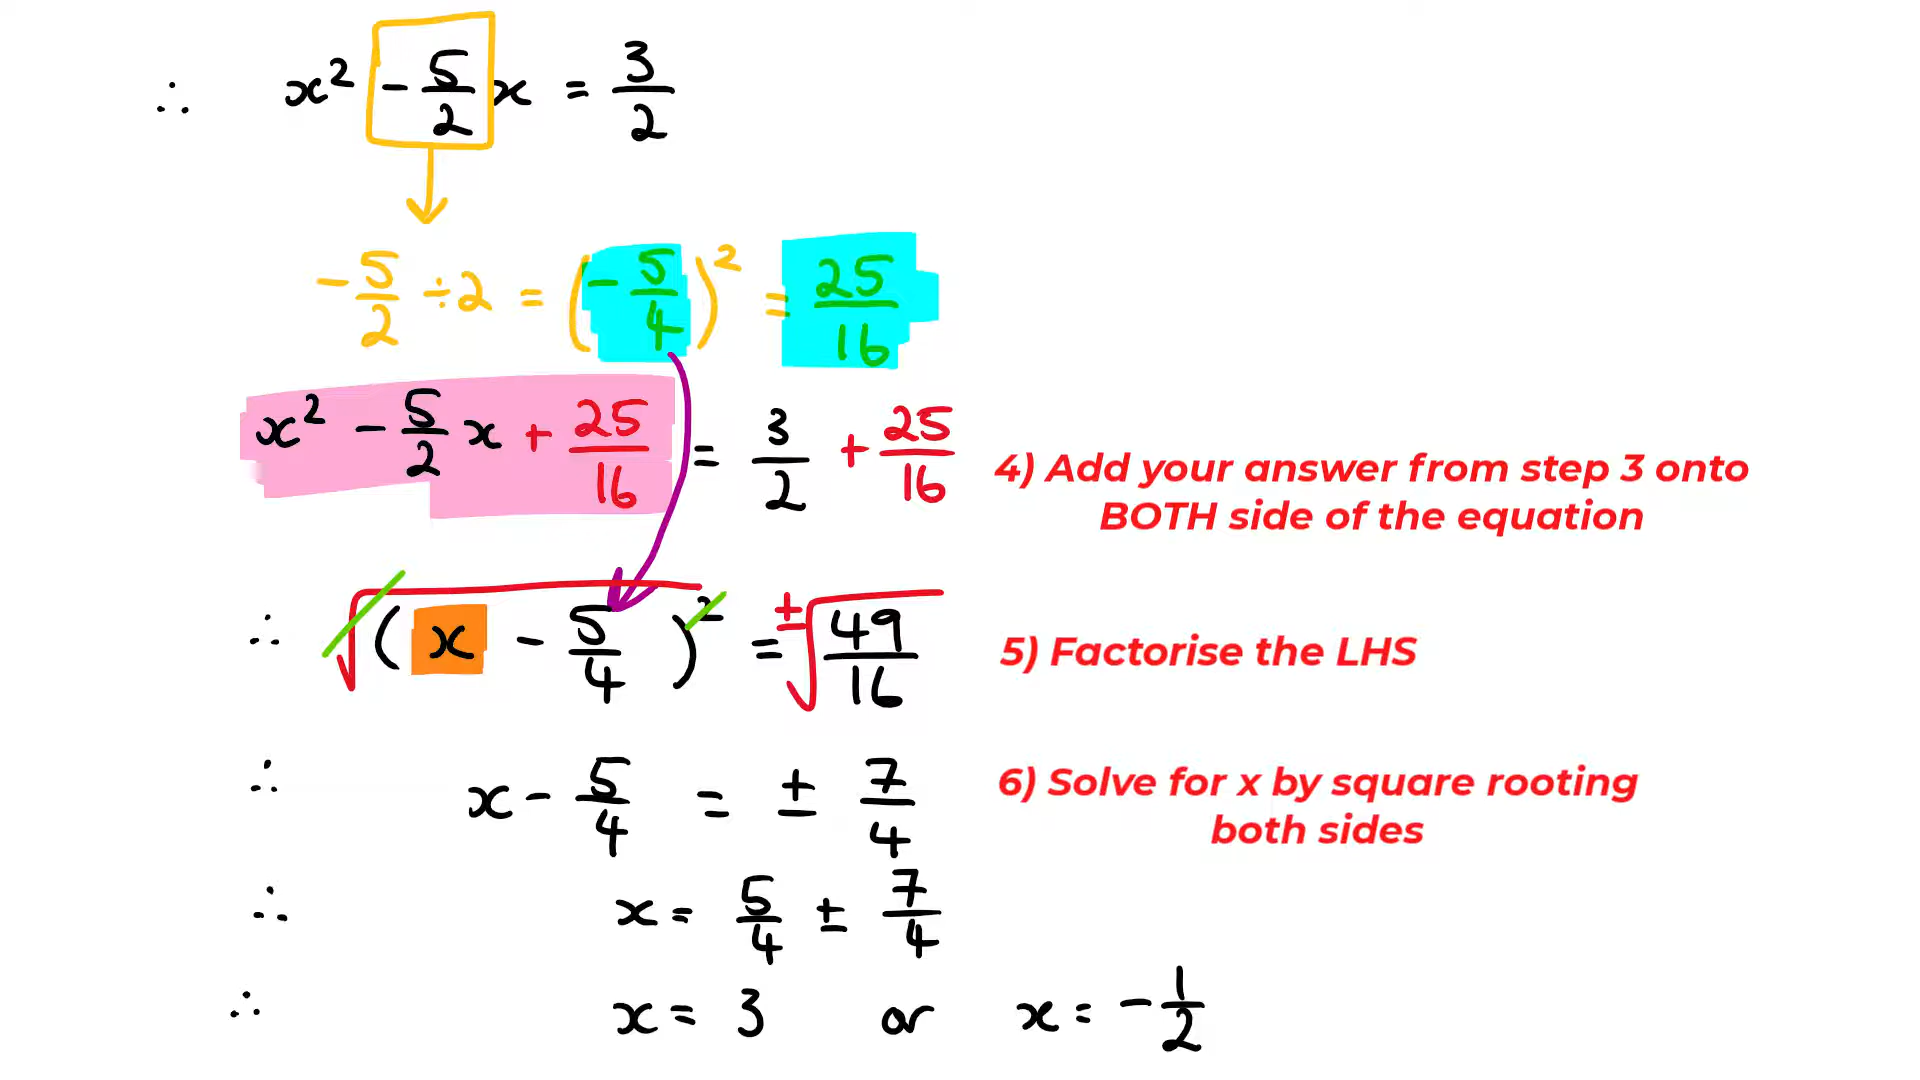 ∴ x² - 5/2 x = 3/2
-5/2 ÷ 2 = (-5/4)² = 25/16
x² - 5/2 x + 25/16 = 3/2 + 25/16
4) Add your answer from step 3 onto
BOTH side of the equation
∴ √(x - 5/4)² = ±√49/16
5) Factorise the LHS
∴ x - 5/4 = ± 7/4
6) Solve for x by square rooting
both sides
∴ x = 5/4 ± 7/4
∴ x = 3 or x = -1/2